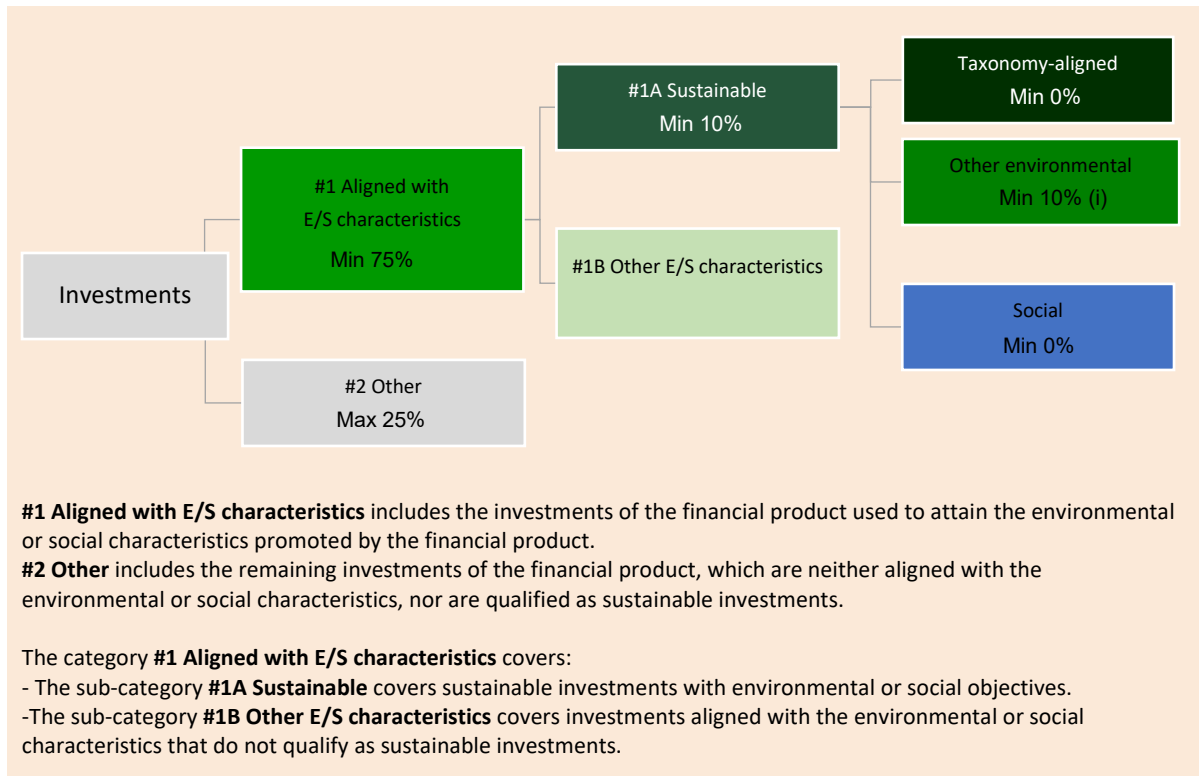 Taxonomy-aligned
Min 0%
#1A Sustainable
Min 10%
Other environmental
Min 10% (i)
#1 Aligned with
E/S characteristics
Min 75%
#1B Other E/S characteristics
Investments
Social
Min 0%
#2 Other
Max 25%
#1 Aligned with E/S characteristics includes the investments of the financial product used to attain the environmental
or social characteristics promoted by the financial product.
#2 Other includes the remaining investments of the financial product, which are neither aligned with the
environmental or social characteristics, nor are qualified as sustainable investments.
The category #1 Aligned with E/S characteristics covers:
- The sub-category #1A Sustainable covers sustainable investments with environmental or social objectives.
-The sub-category #1B Other E/S characteristics covers investments aligned with the environmental or social
characteristics that do not qualify as sustainable investments.